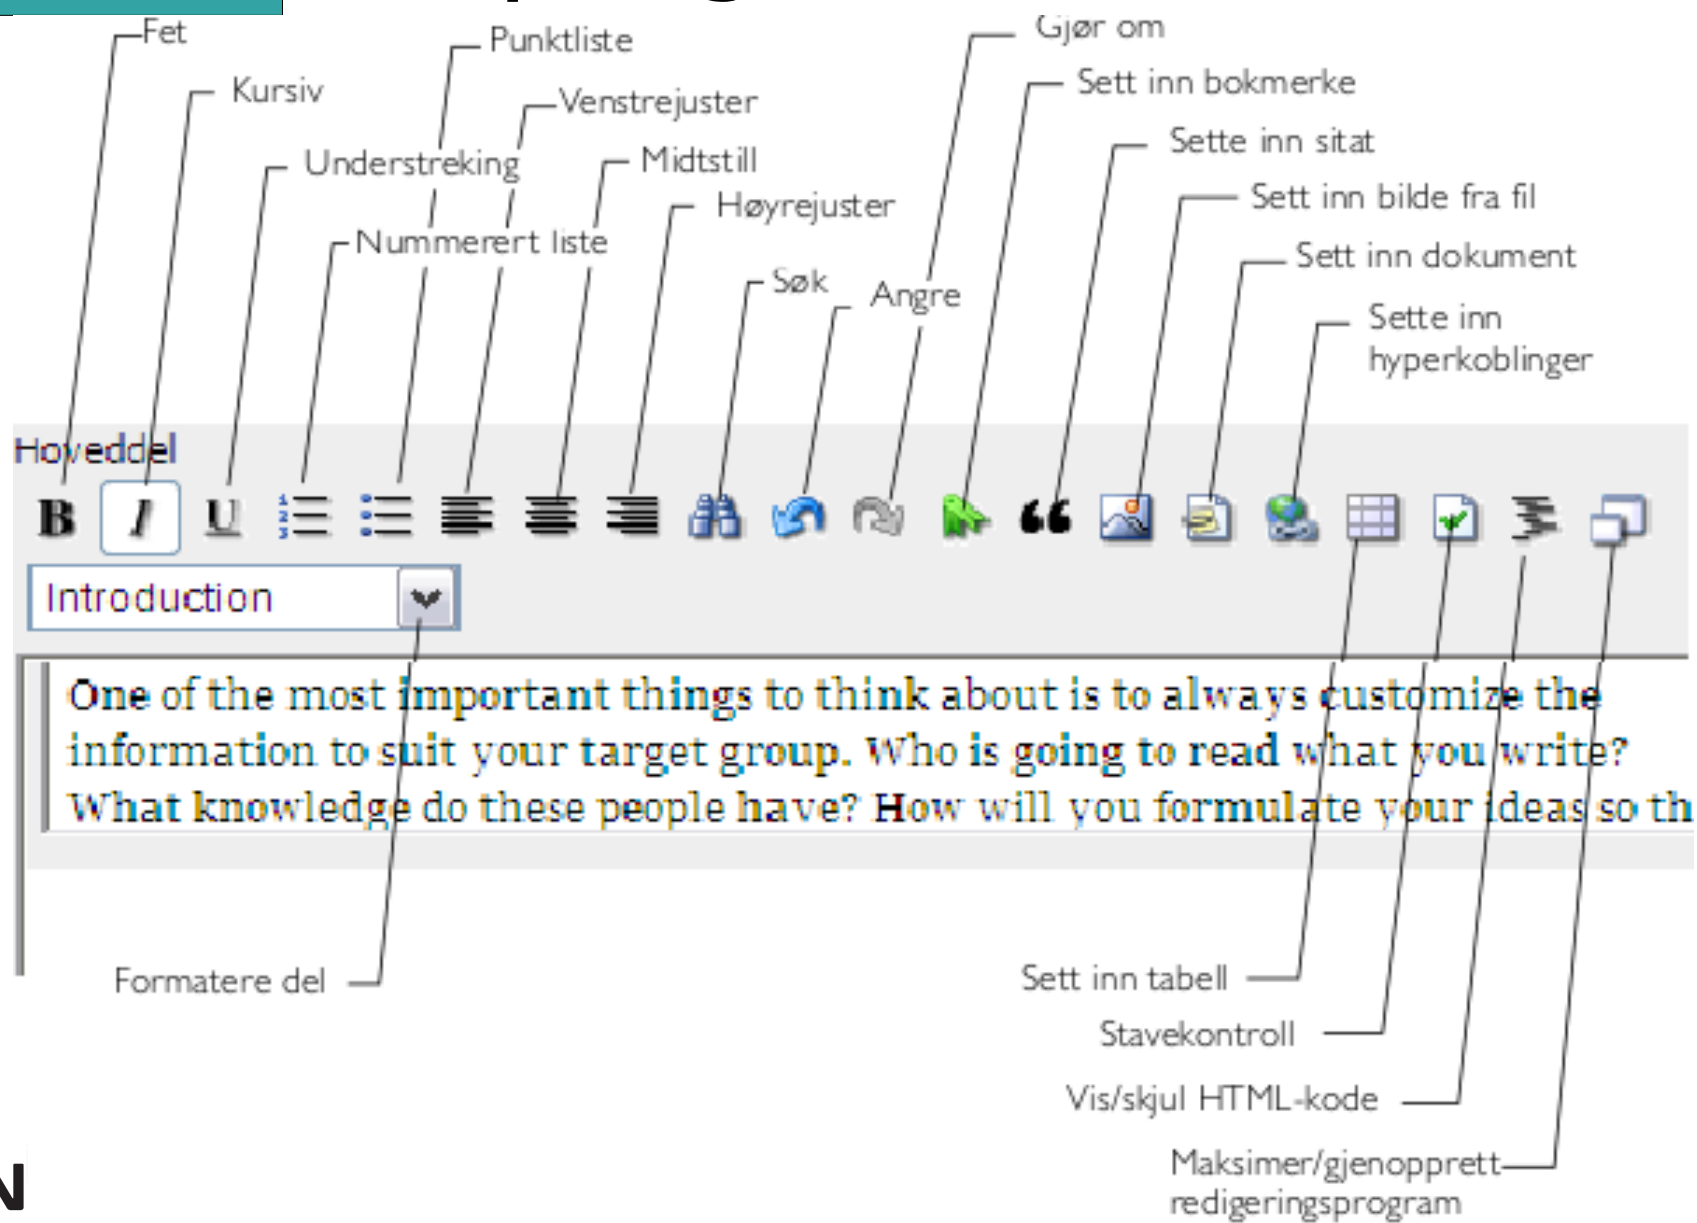 Fet
Punktliste
Gjør om
Kursiv
Venstrejuster
Sett inn bokmerke
Understreking
Midtstill
Sette inn sitat
Høyrejuster
Sett inn bilde fra fil
Nummerert liste
Søk
Angre
Sett inn dokument
Sette inn
hyperkoblinger
Hoveddel
B I U
Introduction
One of the most important things to think about is to always customize the
information to suit your target group. Who is going to read what you write?
What knowledge do these people have? How will you formulate your ideas so th
Formatere del
Sett inn tabell
Stavekontroll
Vis/skjul HTML-kode
Maksimer/gjenopprett
redigeringsprogram
N